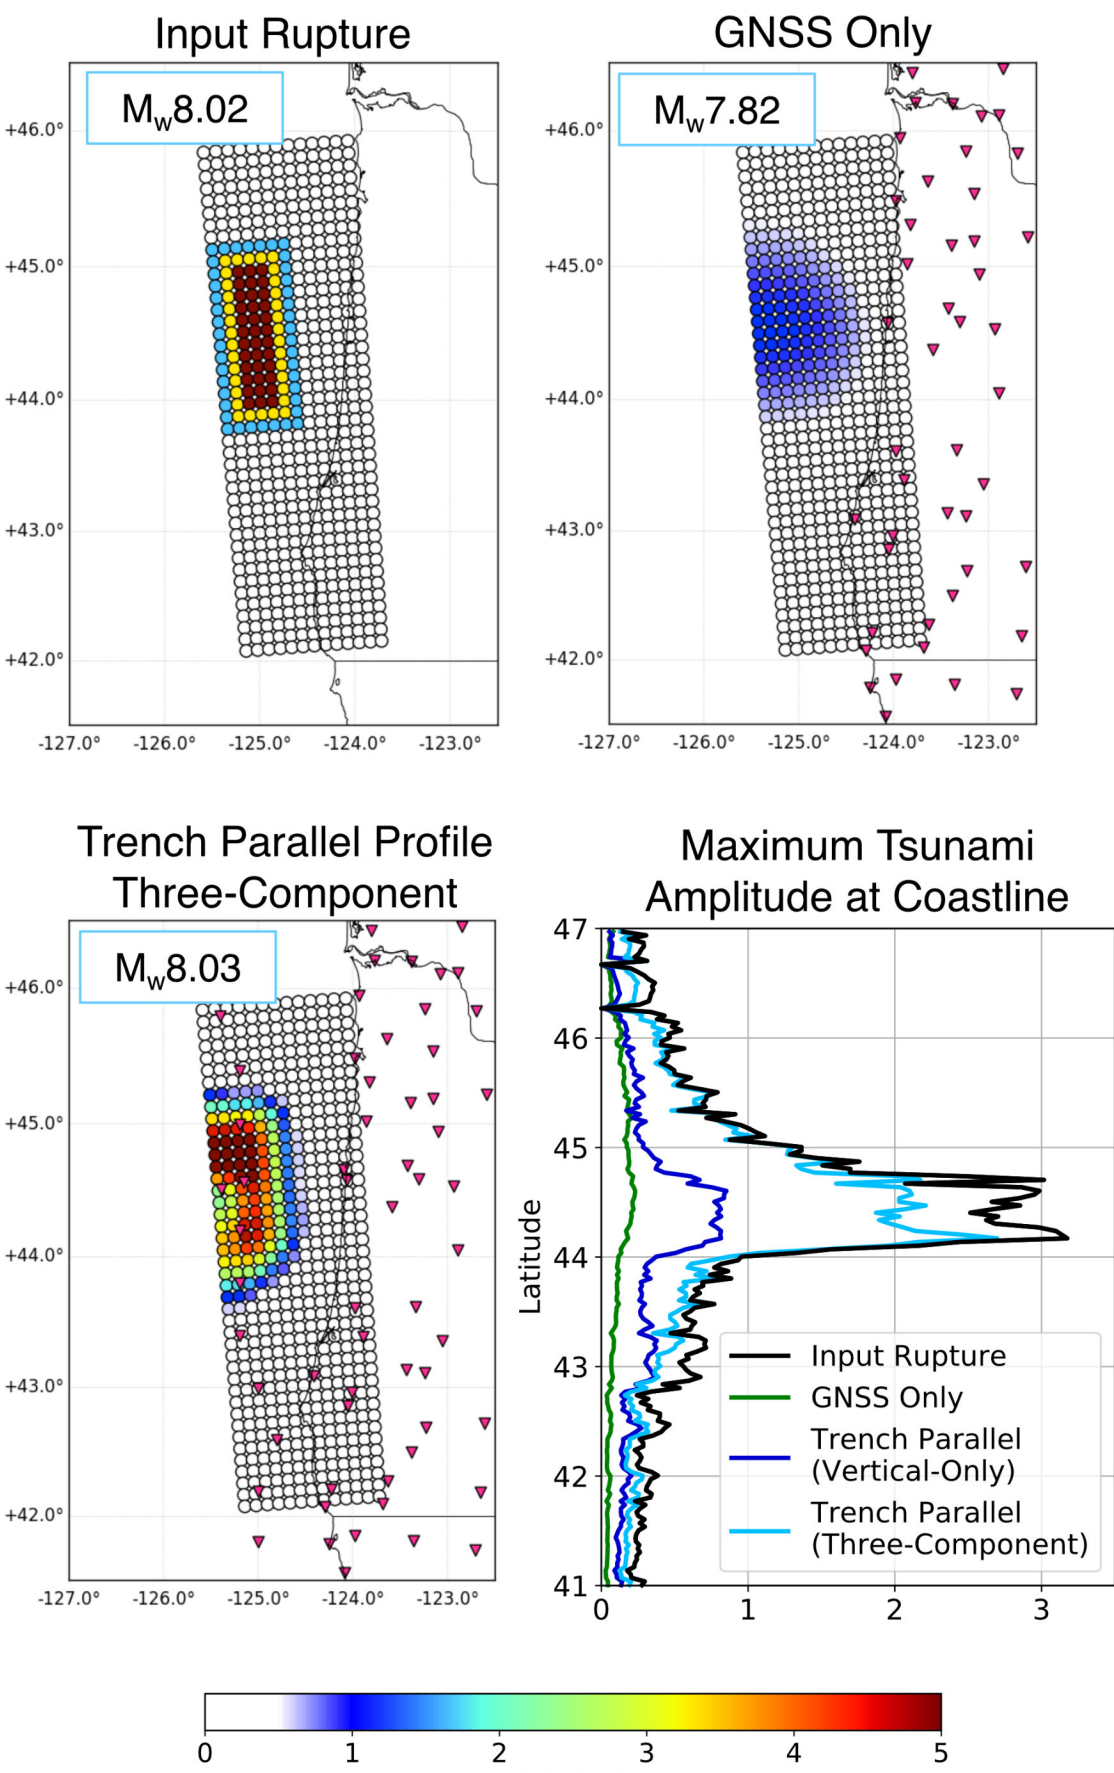 Input Rupture
M_w8.02
+46.0°
+45.0°
+44.0°
+43.0°
+42.0°
-127.0° -126.0° -125.0° -124.0° -123.0°
GNSS Only
M_w7.82
+46.0°
+45.0°
+44.0°
+43.0°
+42.0°
-127.0° -126.0° -125.0° -124.0° -123.0°
Trench Parallel Profile
Three-Component
M_w8.03
+46.0°
+45.0°
+44.0°
+43.0°
+42.0°
-127.0° -126.0° -125.0° -124.0° -123.0°
Maximum Tsunami
Amplitude at Coastline
47
46
45
44
43
42
41
Latitude
Input Rupture
GNSS Only
Trench Parallel
(Vertical-Only)
Trench Parallel
(Three-Component)
0 1 2 3
0 1 2 3 4 5